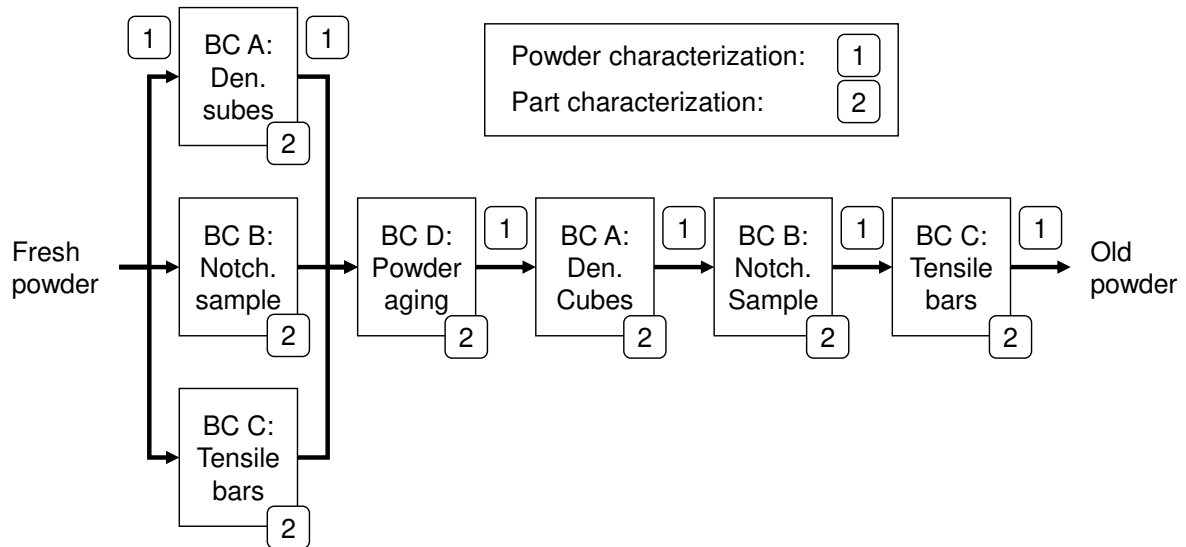 1
BC A:
Den.
subes
2
1
Powder characterization: 1
Part characterization: 2
Fresh
powder
BC B:
Notch.
sample
2
BC D:
Powder
aging
2
1
BC A:
Den.
Cubes
2
1
BC B:
Notch.
Sample
2
1
BC C:
Tensile
bars
2
1
Old
powder
BC C:
Tensile
bars
2